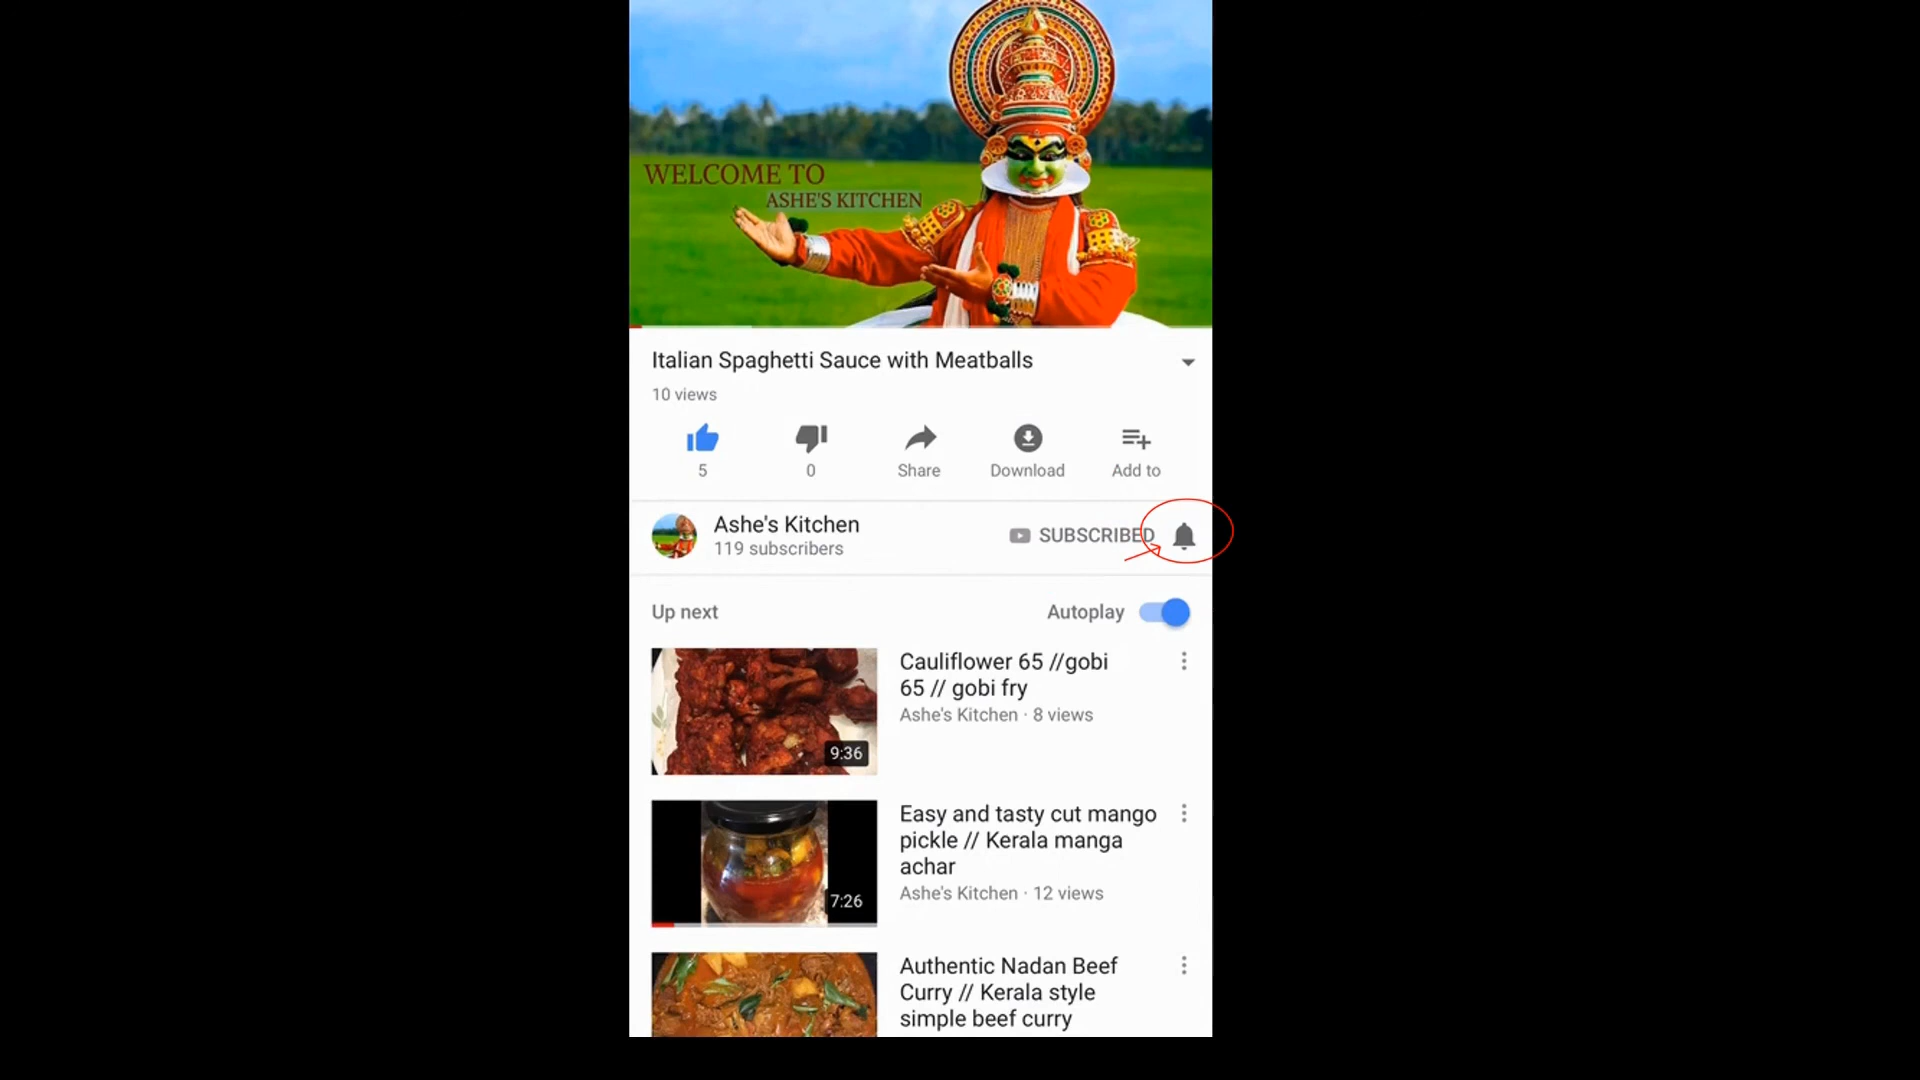 WELCOME TO
ASHE'S KITCHEN
Italian Spaghetti Sauce with Meatballs
10 views
5
0
Share
Download
Add to
Ashe's Kitchen
119 subscribers
SUBSCRIBED
Up next
Autoplay
9:36
Cauliflower 65 //gobi
65 // gobi fry
Ashe's Kitchen · 8 views
7:26
Easy and tasty cut mango
pickle // Kerala manga
achar
Ashe's Kitchen · 12 views
Authentic Nadan Beef
Curry // Kerala style
simple beef curry